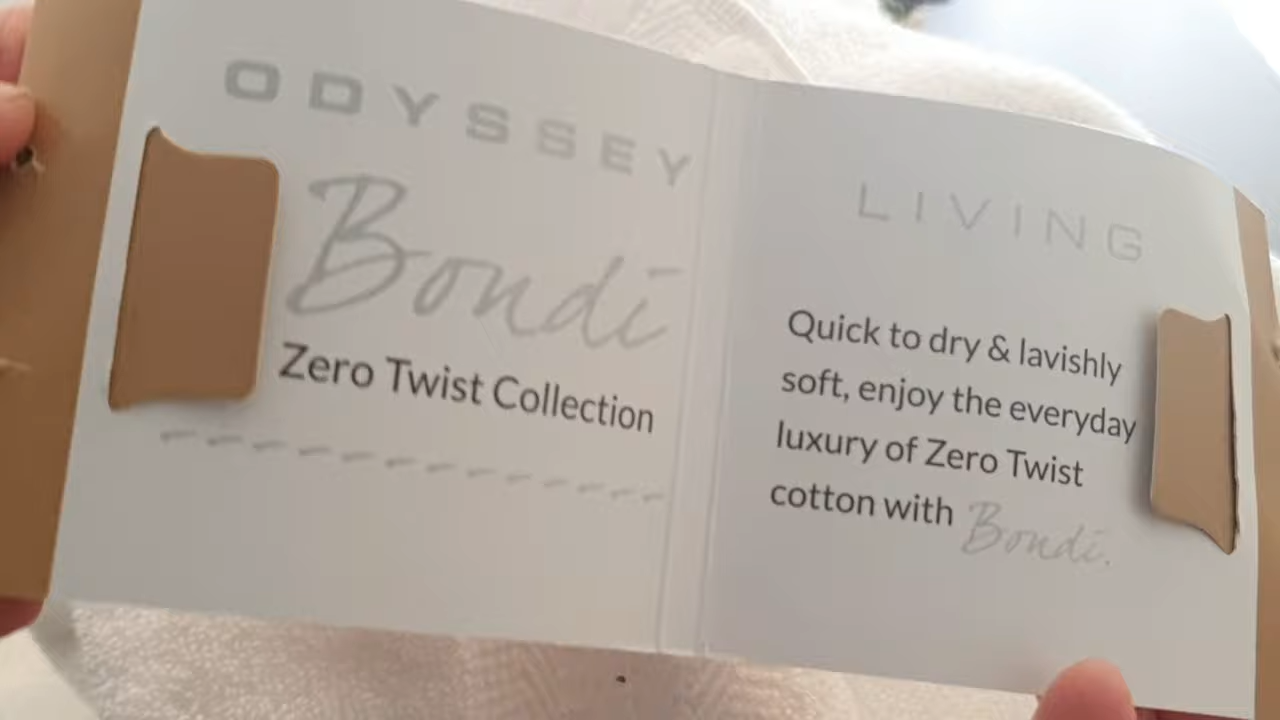 ODYSSEY LIVING
Bondi
Zero Twist Collection
Quick to dry & lavishly
soft, enjoy the everyday
luxury of Zero Twist
cotton with Bondi.